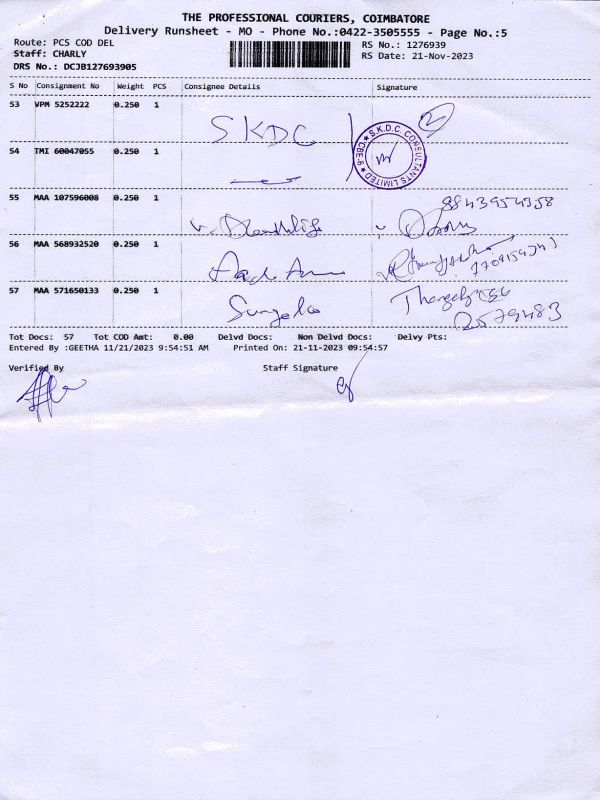 THE PROFESSIONAL COURIERS, COIMBATORE
Delivery Runsheet - MO - Phone No.:0422-3505555 - Page No.:5
Route: PCS COD DEL
RS No.: 1276939
Staff: CHARLY
RS Date: 21-Nov-2023
DRS No.: DCJB127693905
S No Consignment No Weight PCS Consignee Details Signature
53 VPM 5252222 0.250 1
SKDC
2
S.K.D.C. CONSULTANTS LIMITED ★ CBE-6 ★
54 TMI 60047055 0.250 1
55 MAA 107596008 0.250 1
8843954358
56 MAA 568932520 0.250 1
57 MAA 571650133 0.250 1
2579483
Tot Docs: 57 Tot COD Amt: 0.00 Delvd Docs: Non Delvd Docs: Delvy Pts:
Entered By :GEETHA 11/21/2023 9:54:51 AM Printed On: 21-11-2023 09:54:57
Verified By Staff Signature